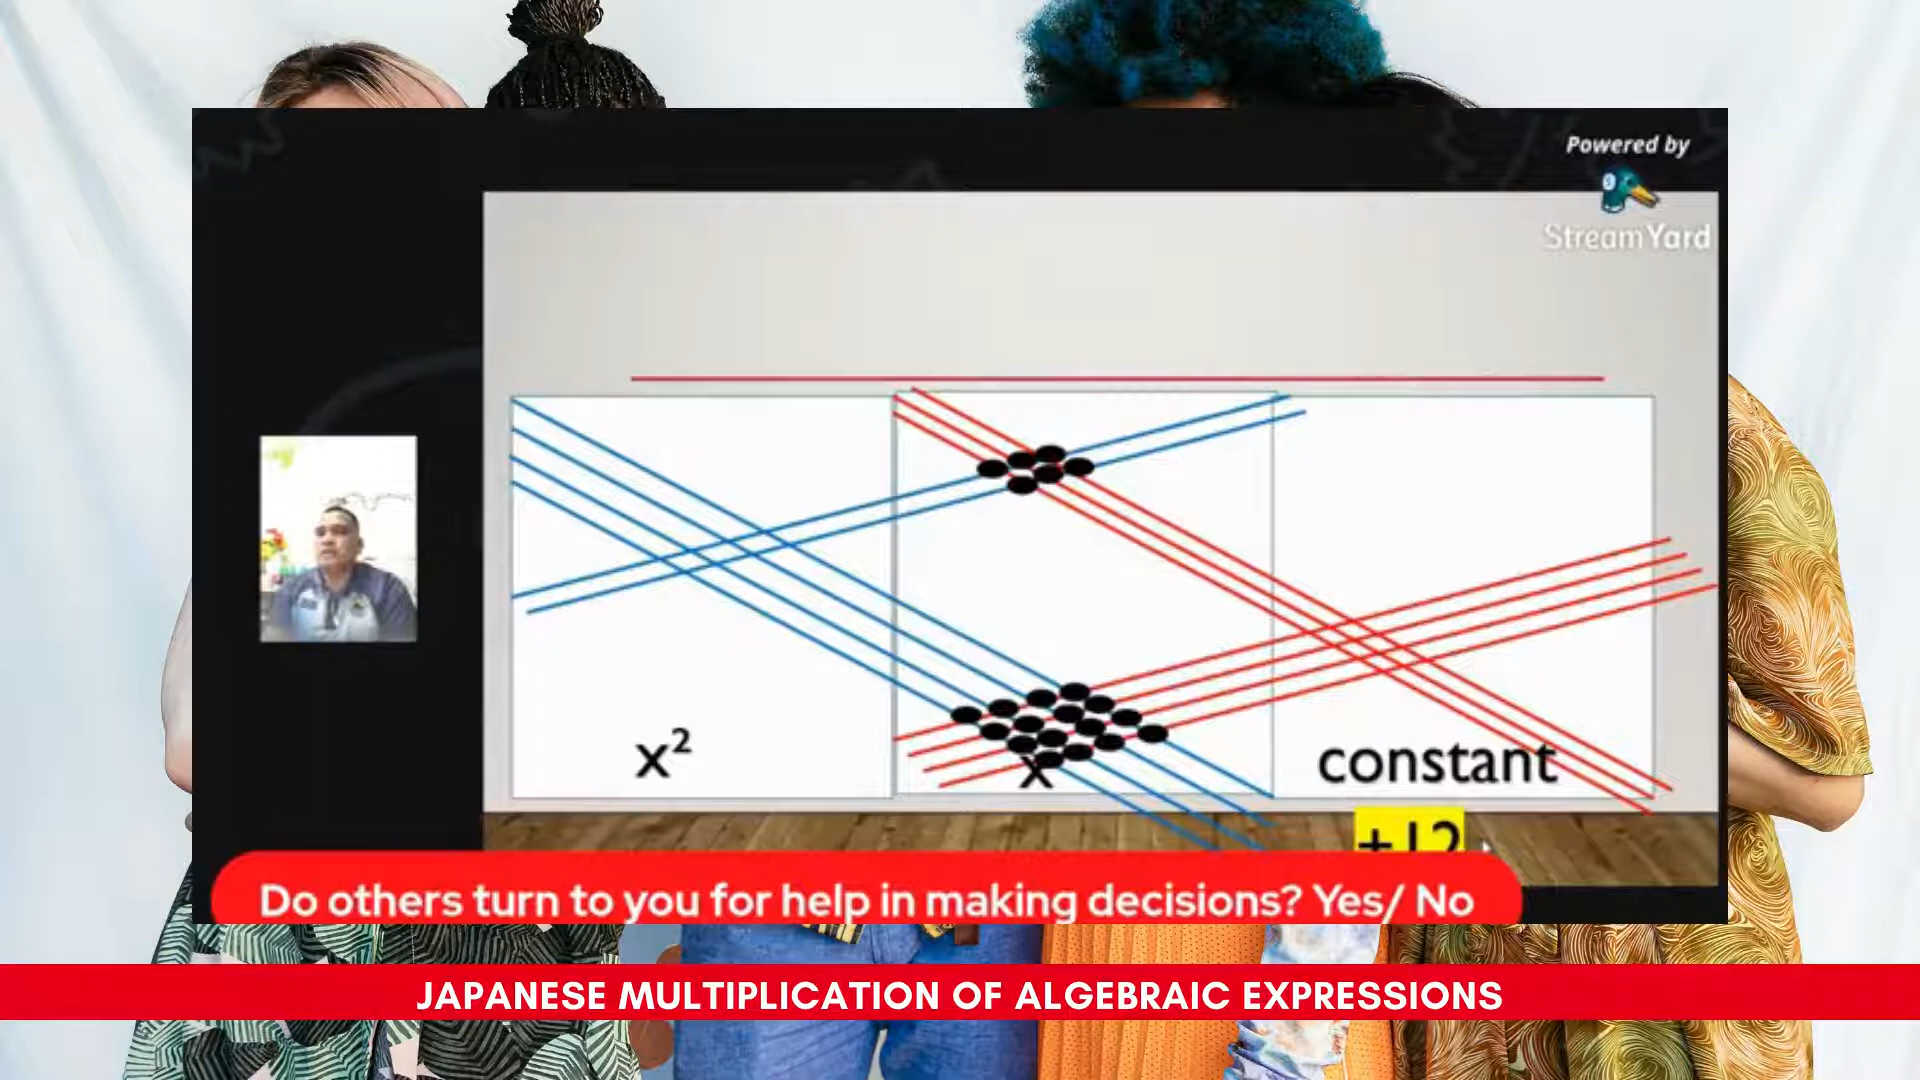 Powered by
StreamYard
x²
x
constant
+12
Do others turn to you for help in making decisions? Yes/ No
JAPANESE MULTIPLICATION OF ALGEBRAIC EXPRESSIONS